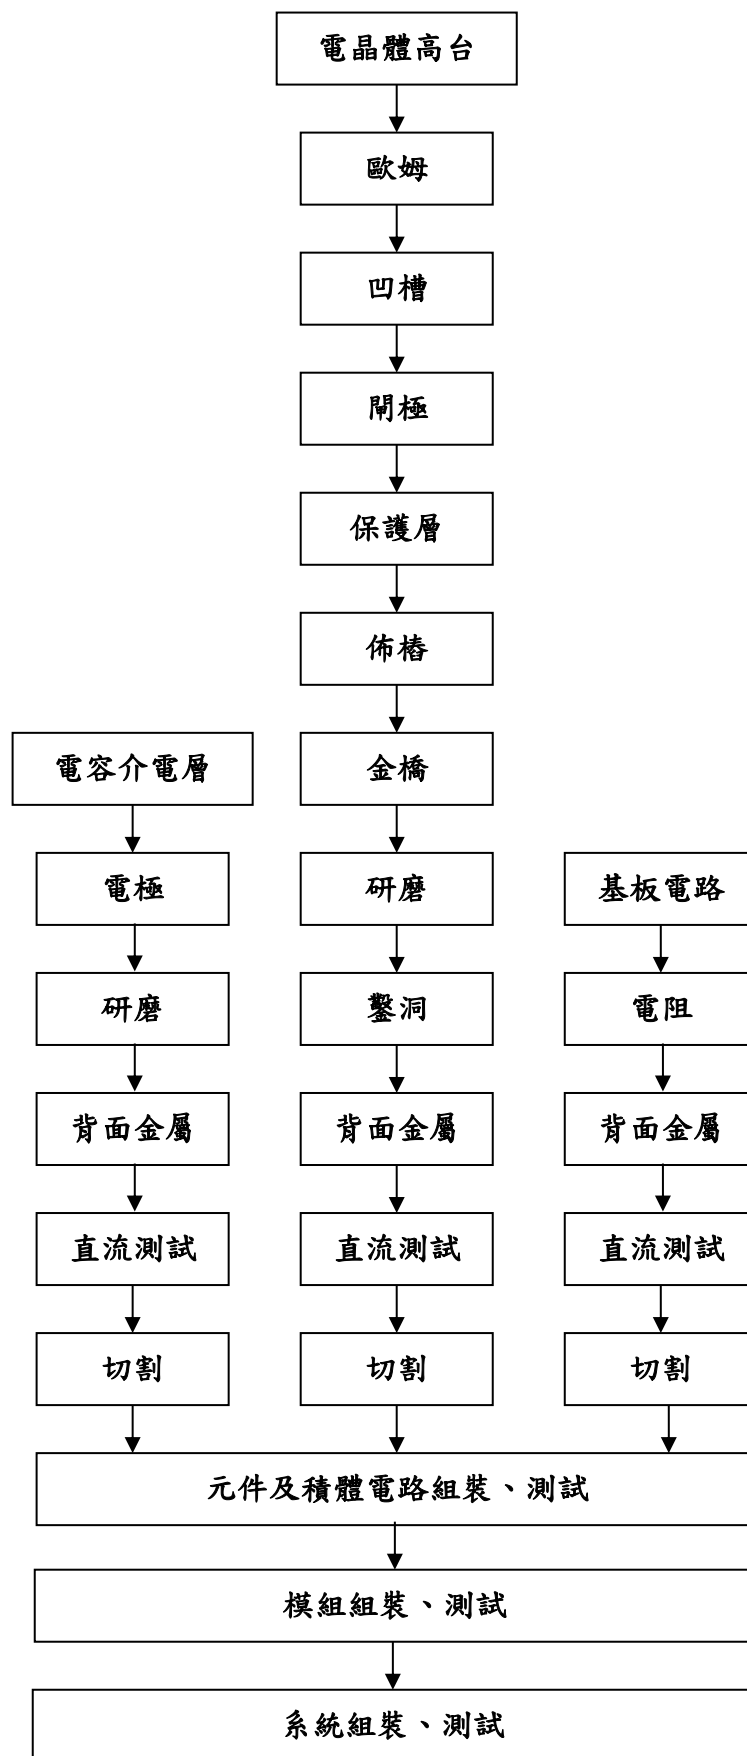 電晶體高台
歐姆
凹槽
閘極
保護層
佈樁
電容介電層
金橋
電極
研磨
基板電路
研磨
鑿洞
電阻
背面金屬
背面金屬
背面金屬
直流測試
直流測試
直流測試
切割
切割
切割
元件及積體電路組裝、測試
模組組裝、測試
系統組裝、測試